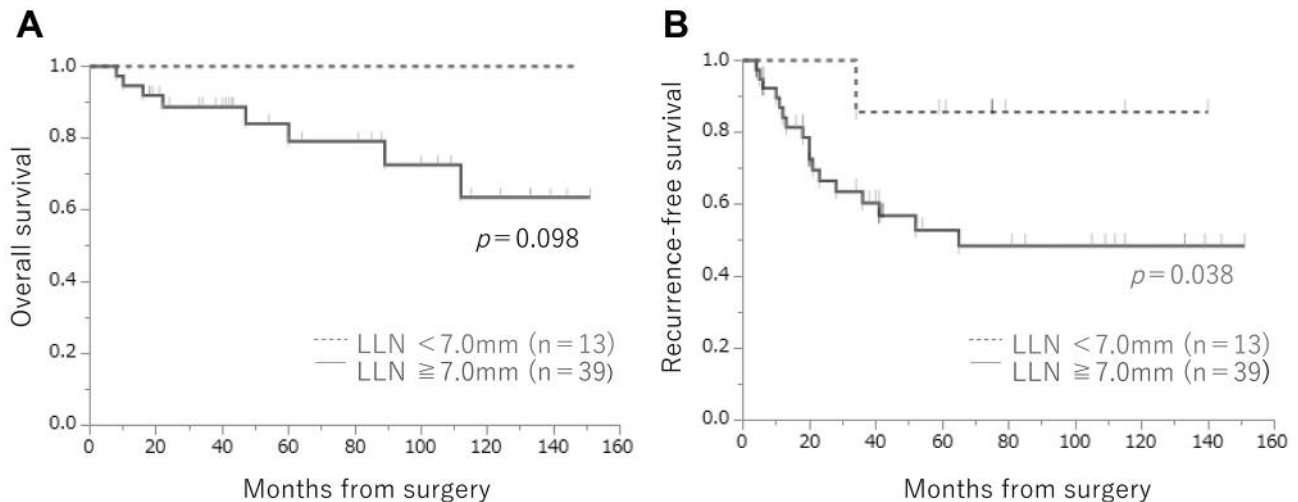 A
Overall survival
1.0
0.8
0.6
0.4
0.2
0.0
p=0.098
LLN <7.0mm (n=13)
LLN ≧7.0mm (n=39)
0 20 40 60 80 100 120 140 160
Months from surgery
B
Recurrence-free survival
1.0
0.8
0.6
0.4
0.2
0.0
p=0.038
LLN <7.0mm (n=13)
LLN ≧7.0mm (n=39)
0 20 40 60 80 100 120 140 160
Months from surgery